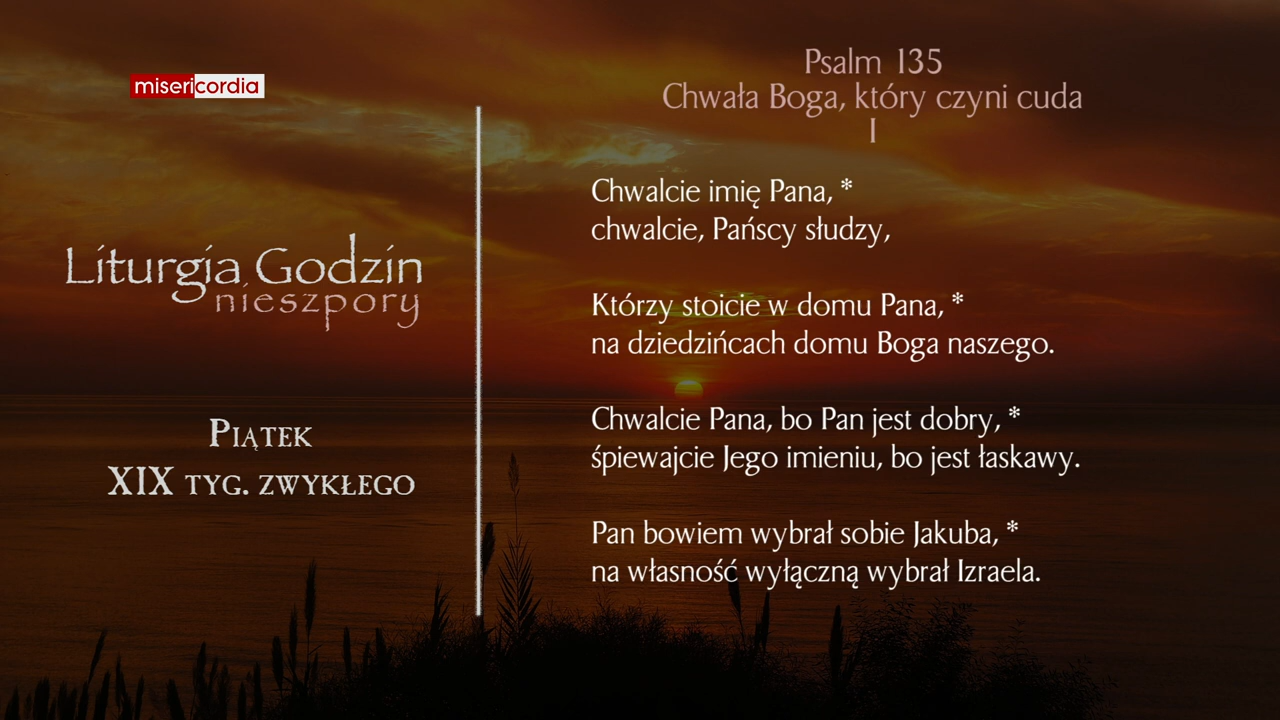 misericordia
Liturgia Godzin
nieszpory
Piątek
XIX tyg. zwykłego
Psalm 135
Chwała Boga, który czyni cuda
I
Chwalcie imię Pana, *
chwalcie, Pańscy słudzy,
Którzy stoicie w domu Pana, *
na dziedzińcach domu Boga naszego.
Chwalcie Pana, bo Pan jest dobry, *
śpiewajcie Jego imieniu, bo jest łaskawy.
Pan bowiem wybrał sobie Jakuba, *
na własność wyłączną wybrał Izraela.